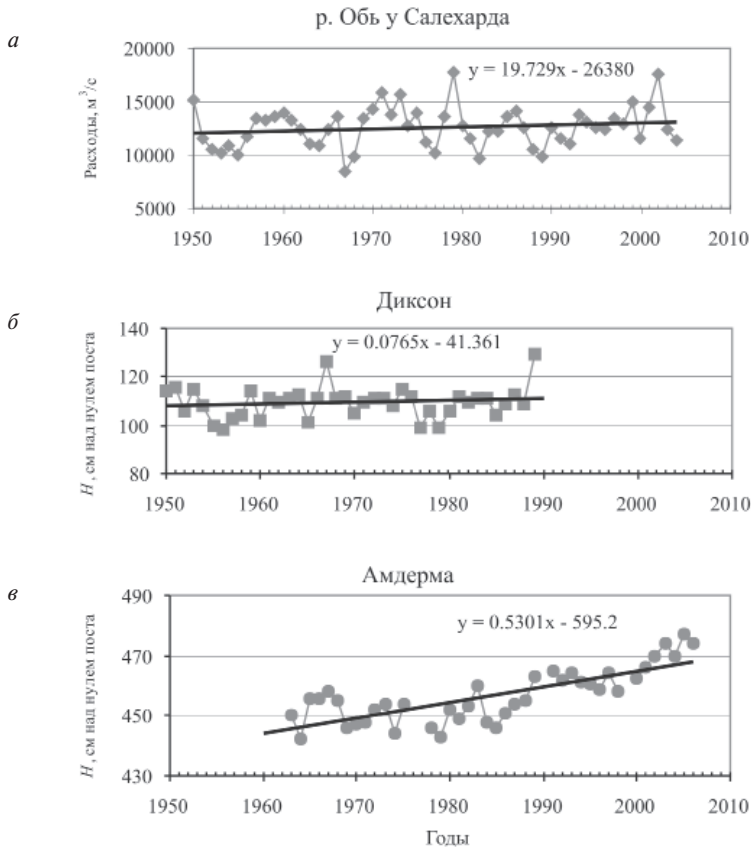 р. Обь у Салехарда
а
20000
15000
10000
5000
Расходы, м³/с
y = 19.729x - 26380
1950 1960 1970 1980 1990 2000 2010
Диксон
б
140
120
100
80
Н, см над нулем поста
y = 0.0765x - 41.361
1950 1960 1970 1980 1990 2000 2010
Амдерма
в
490
470
450
430
Н, см над нулем поста
y = 0.5301x - 595.2
1950 1960 1970 1980 1990 2000 2010
Годы